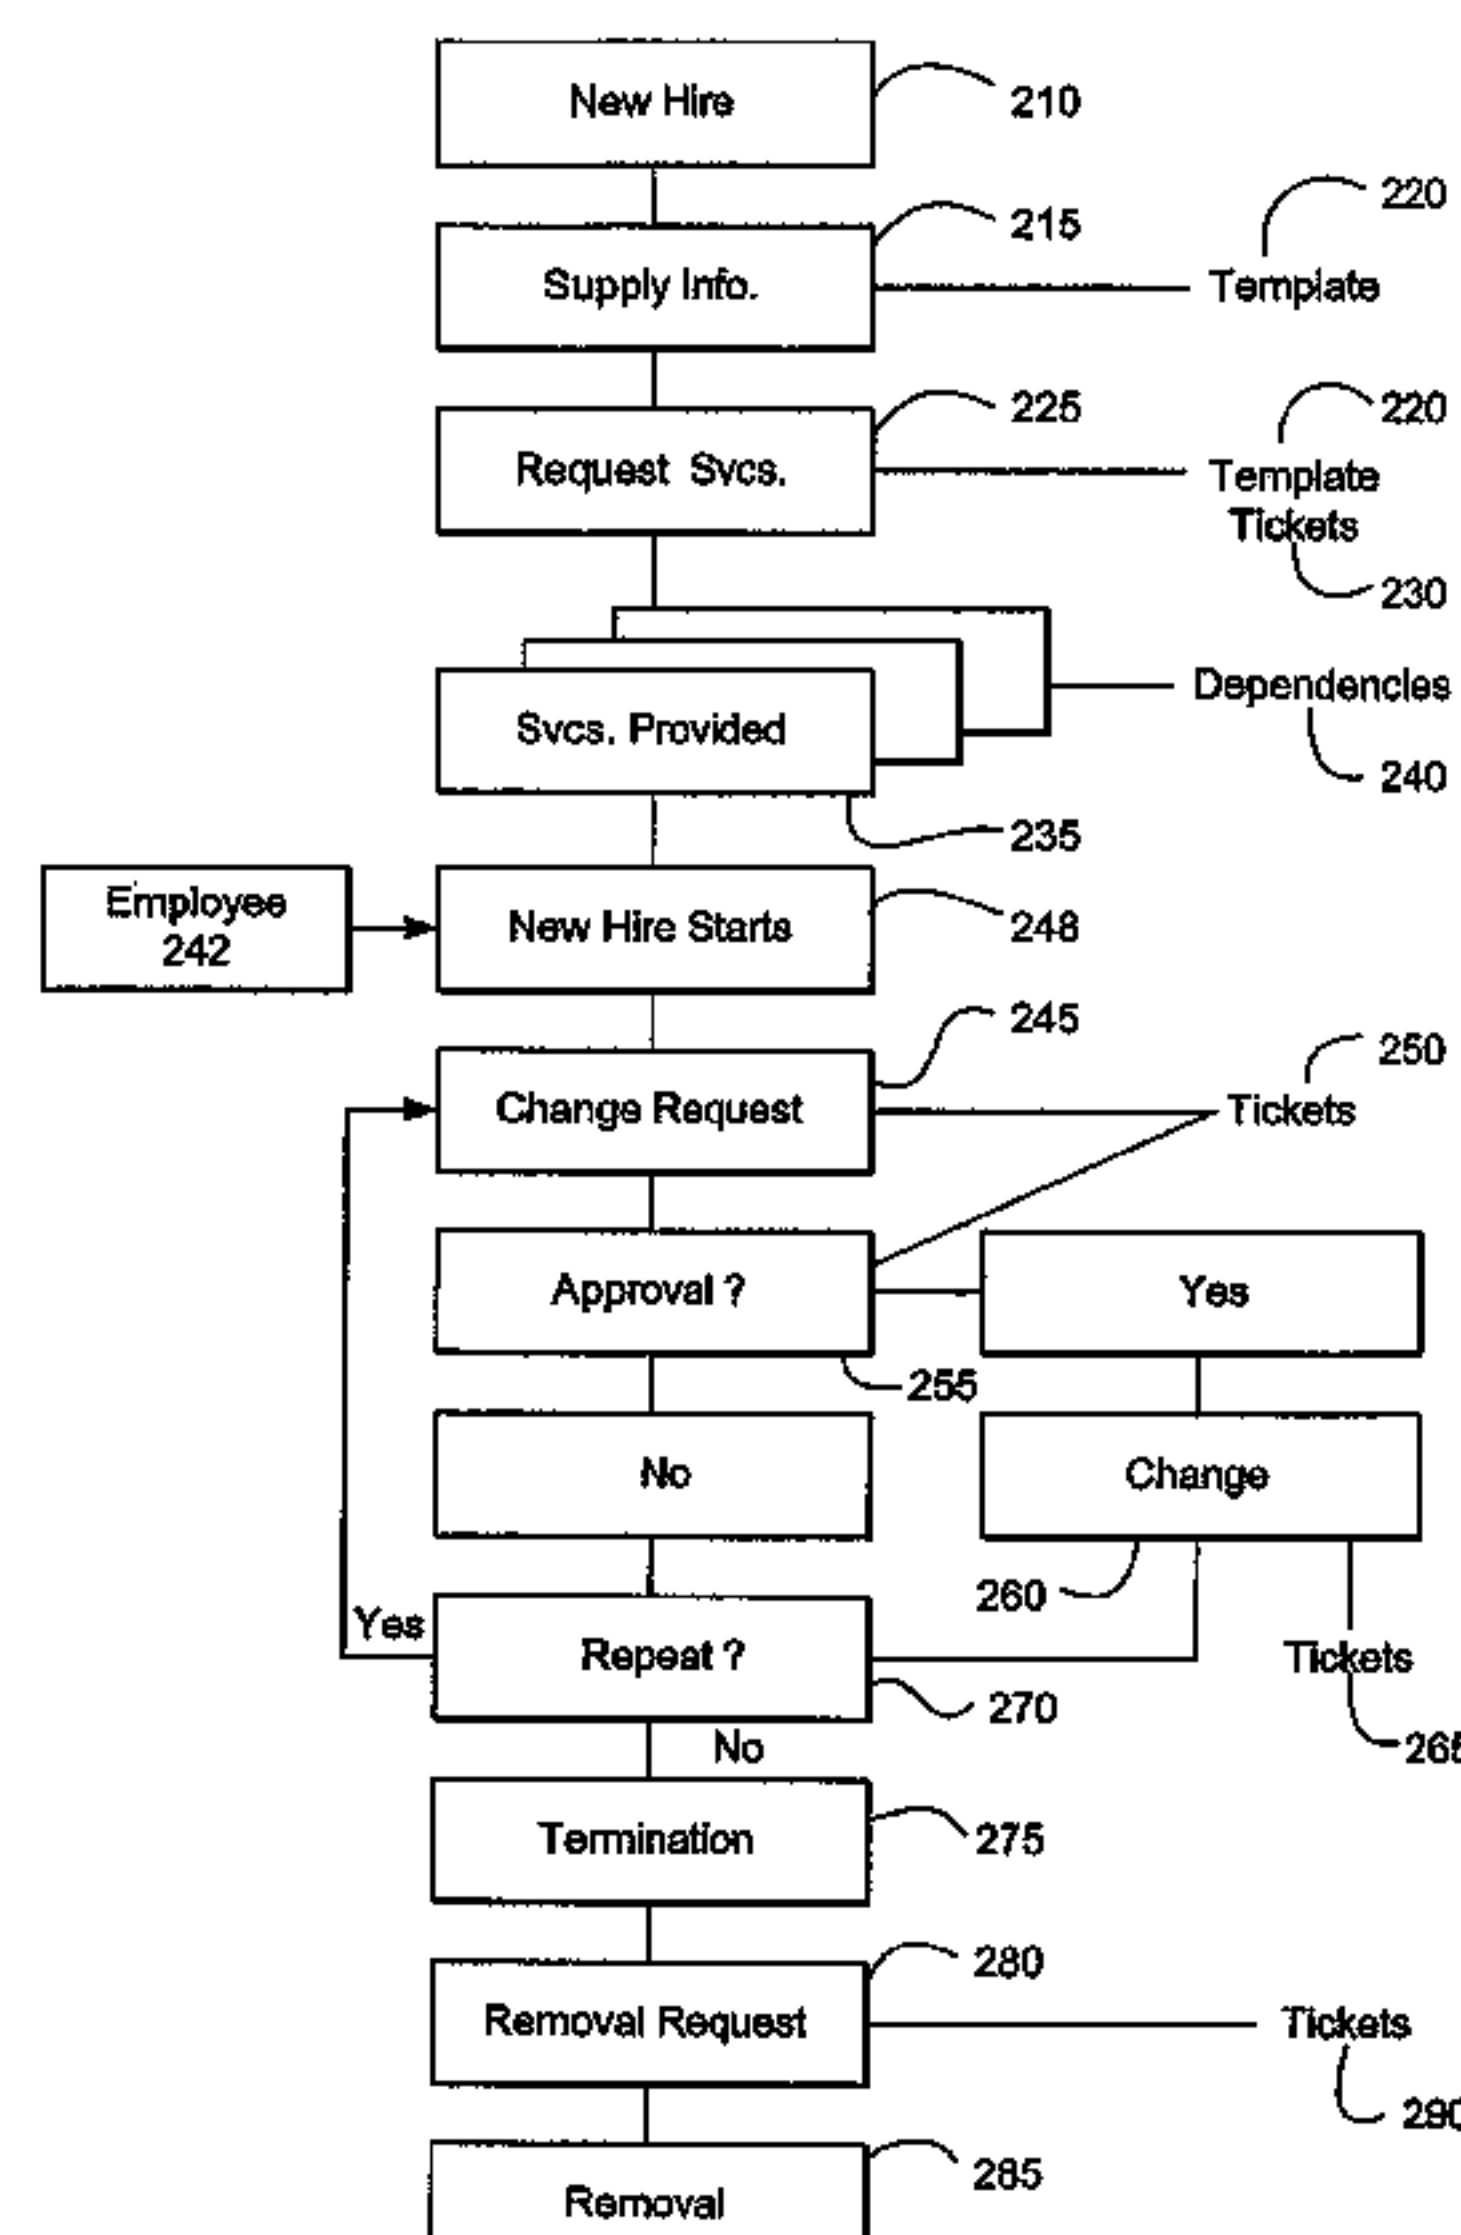 New Hire
210
220
215
Supply Info.
Template
225
220
Request Svcs.
Template
Tickets
230
Dependencies
Svcs. Provided
240
235
Employee
242
New Hire Starts
248
245
250
Change Request
Tickets
Approval ?
Yes
255
No
Change
260
Yes
Repeat ?
Tickets
270
No
265
Termination
275
280
Removal Request
Tickets
290
285
Removal